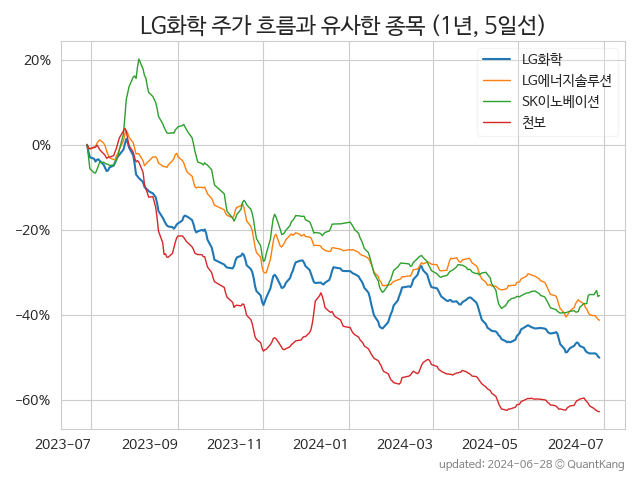 LG화학 주가 흐름과 유사한 종목 (1년, 5일선)
LG화학
LG에너지솔루션
SK이노베이션
천보
20%
0%
−20%
−40%
−60%
2023-07 2023-09 2023-11 2024-01 2024-03 2024-05 2024-07
updated: 2024-06-28 © QuantKang